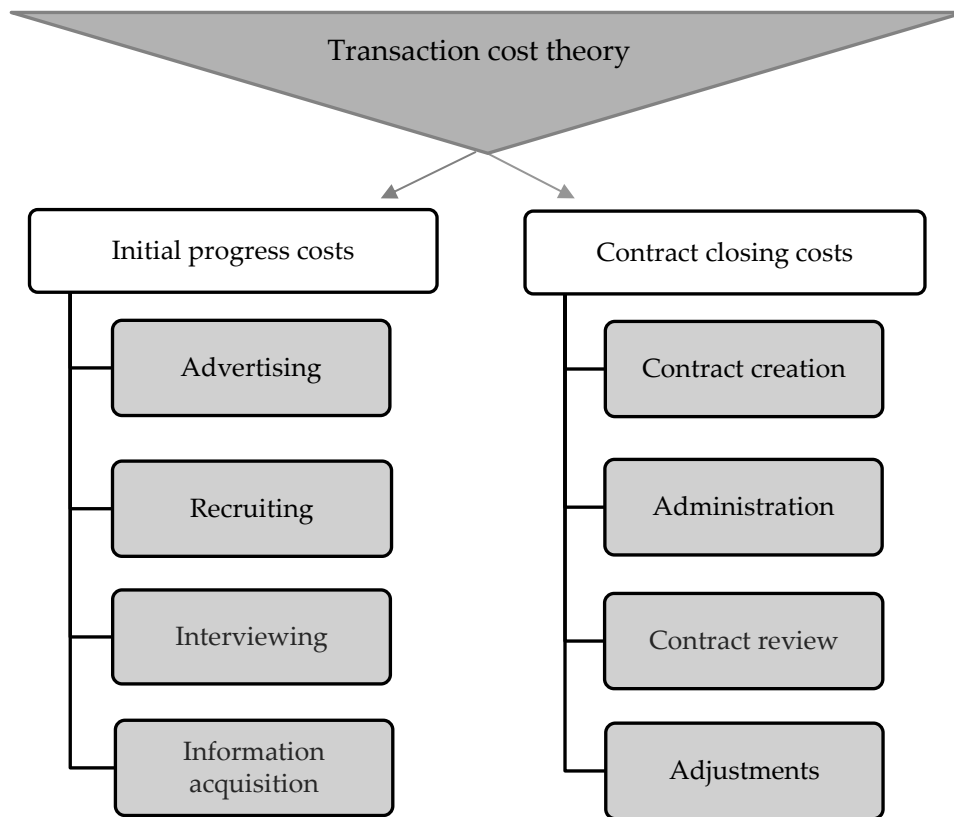 Transaction cost theory
Initial progress costs
Advertising
Recruiting
Interviewing
Information
acquisition
Contract closing costs
Contract creation
Administration
Contract review
Adjustments